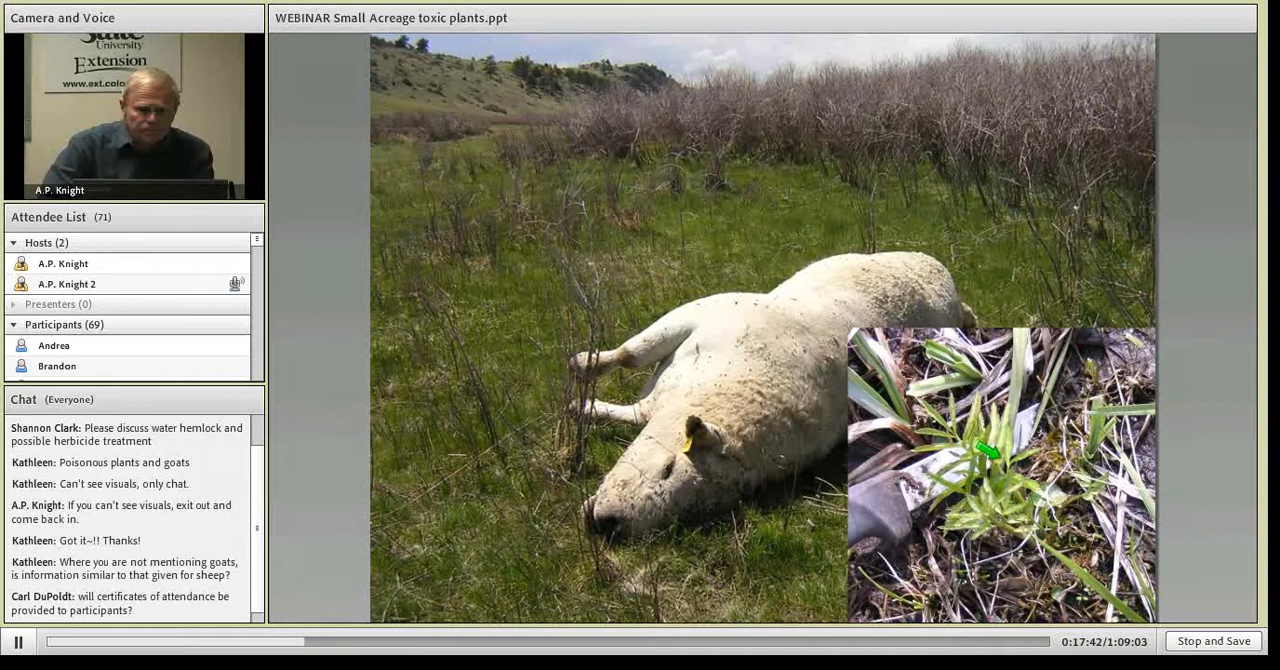 Camera and Voice
State
University
Extension
www.ext.colo
A.P. Knight
Attendee List (71)
Hosts (2)
A.P. Knight
A.P. Knight 2
Presenters (0)
Participants (69)
Andrea
Brandon
Chat (Everyone)
Shannon Clark: Please discuss water hemlock and
possible herbicide treatment
Kathleen: Poisonous plants and goats
Kathleen: Can't see visuals, only chat.
A.P. Knight: If you can't see visuals, exit out and
come back in.
Kathleen: Got it~!! Thanks!
Kathleen: Where you are not mentioning goats,
is information similar to that given for sheep?
Carl DuPoldt: will certificates of attendance be
provided to participants?
WEBINAR Small Acreage toxic plants.ppt
0:17:42/1:09:03
Stop and Save